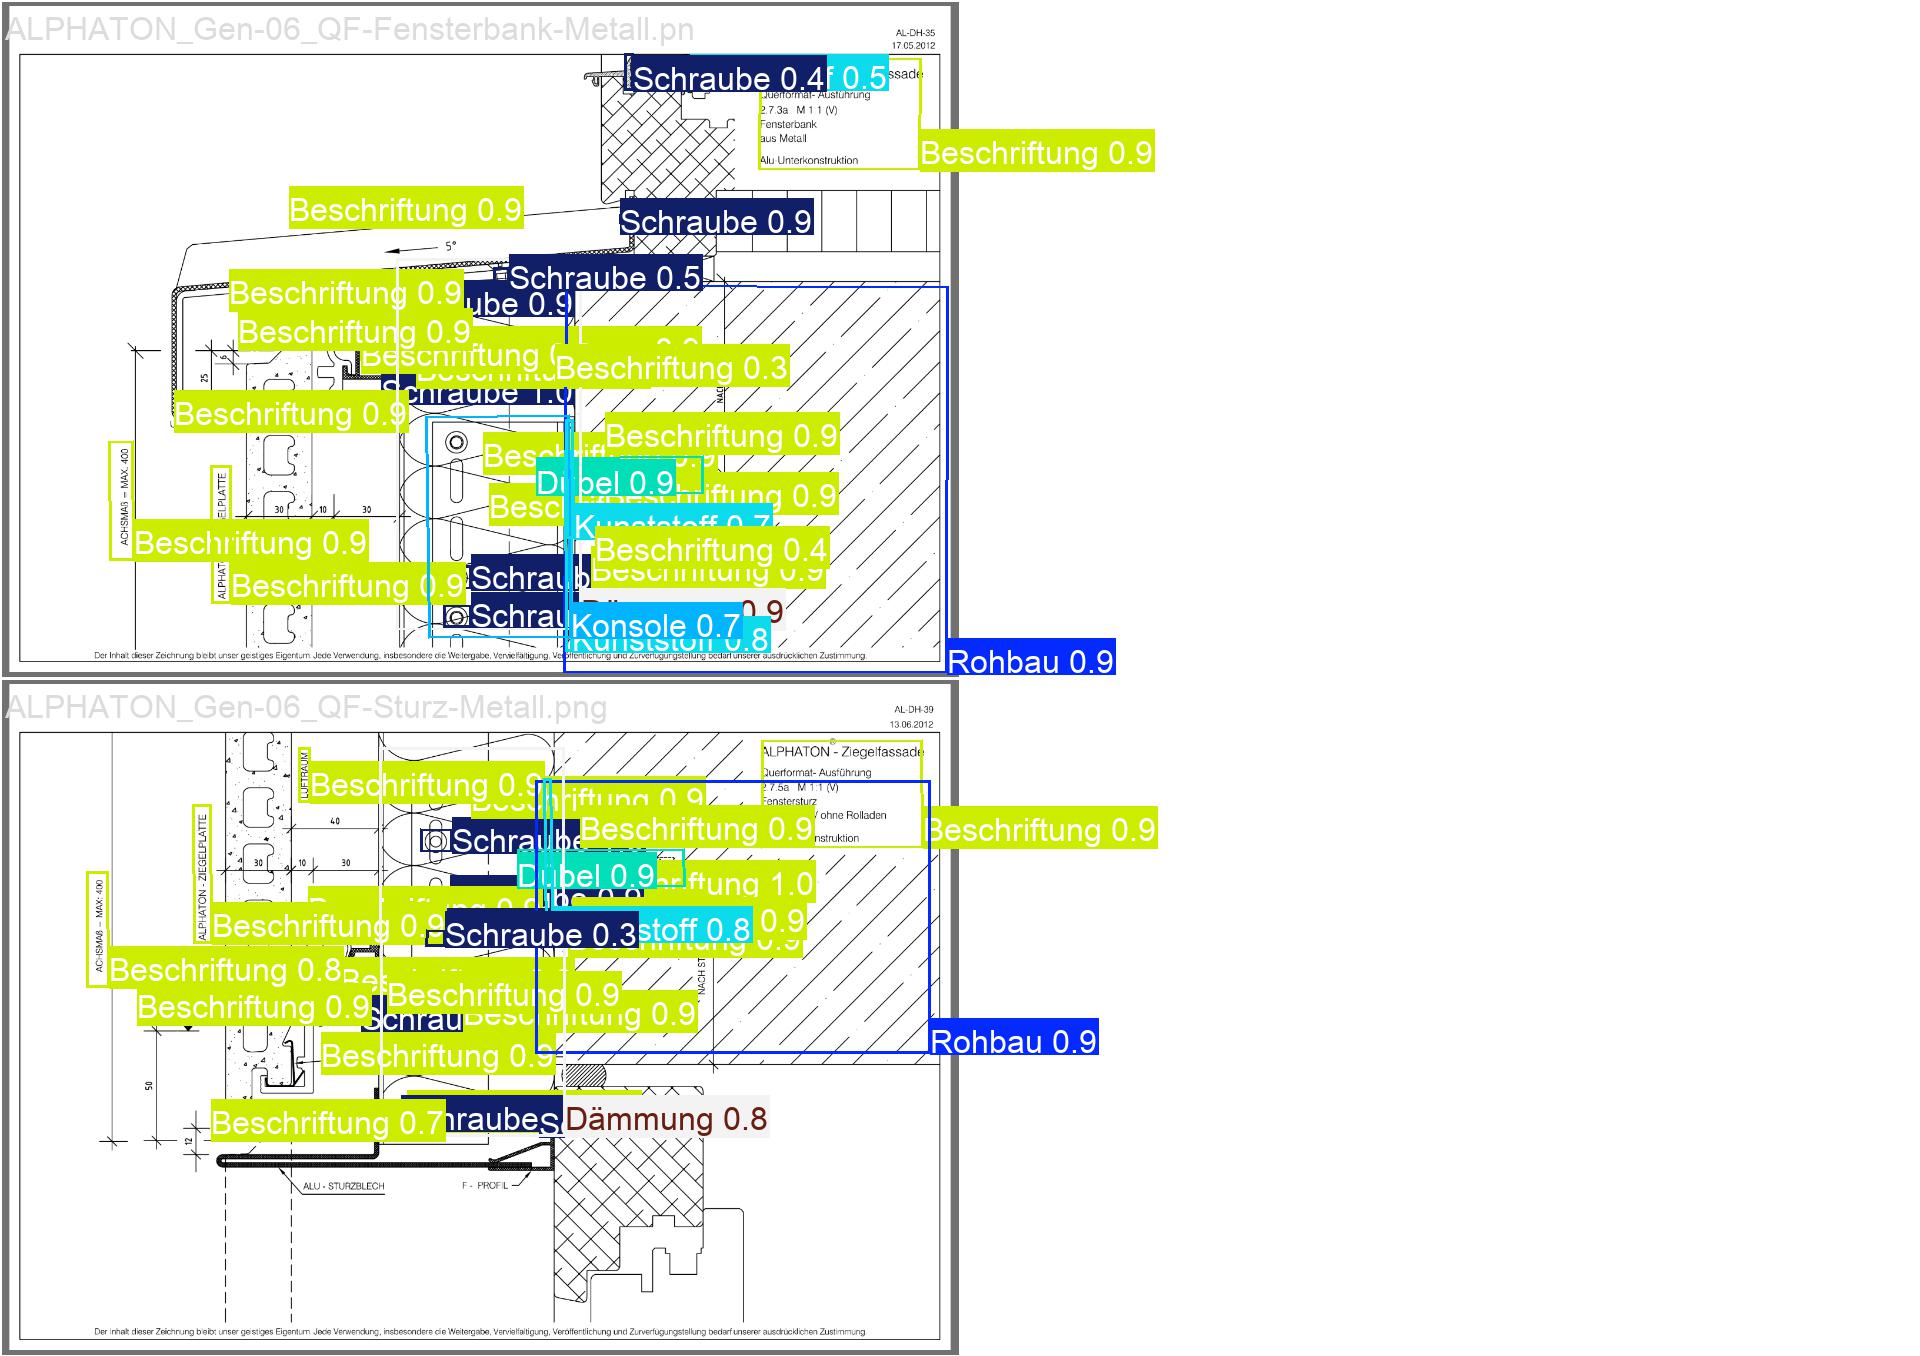 ALPHATON_Gen-06_QF-Fensterbank-Metall.pn
AL-DH-35
17.05.2012
Schraube 0.4
f 0.5
ssade
Querformat- Ausführung
2.7.3a M 1:1 (V)
Fensterbank
aus Metall
Alu-Unterkonstruktion
Beschriftung 0.9
Beschriftung 0.9
Schraube 0.9
5°
Schraube 0.5
Beschriftung 0.9
ube 0.9
Beschriftung 0.9
Beschriftung 0
0.9
Beschriftung 0.3
6
25
Schraube 1.0
NAC
Beschriftung 0.9
Beschriftung 0.9
Beschrift
0.9
ACHSMAß = MAX. 400
ELPLATTE
Dübel 0.9
Beschriftung 0.9
Besc
30
10
30
Kunststoff 0.7
Beschriftung 0.9
Beschriftung 0.4
ALPHAT
Beschriftung 0.9
Schraub
Beschriftung 0.9
0.9
Schrau
Konsole 0.7
Kunststoff 0.8
Der Inhalt dieser Zeichnung bleibt unser geistiges Eigentum. Jede Verwendung, insbesondere die Weitergabe, Vervielfältigung, Veröffentlichung und Zurverfügungstellung bedarf unserer ausdrücklichen Zustimmung.
Rohbau 0.9
ALPHATON_Gen-06_QF-Sturz-Metall.png
AL-DH-39
13.06.2012
ALPHATON® - Ziegelfassade
Querformat- Ausführung
2.7.5a M 1:1 (V)
Fenstersturz
/ ohne Rolladen
nstruktion
LUFTRAUM
Beschriftung 0.9
Beschriftung 0.9
Beschriftung 0.9
Beschriftung 0.9
40
Schraube
30
10
30
ALPHATON - ZIEGELPLATTE
Dübel 0.9
riftung 1.0
ACHSMAß = MAX. 400
Beschriftung 0.9
Schraube 0.3
stoff 0.8
0.9
Beschriftung 0.8
NACH ST
Beschriftung 0.9
Beschriftung 0.9
Schrau
Beschriftung 0.9
Rohbau 0.9
Beschriftung 0.9
50
Beschriftung 0.7
hraube
S
Dämmung 0.8
12
ALU - STURZBLECH
F - PROFIL
Der Inhalt dieser Zeichnung bleibt unser geistiges Eigentum. Jede Verwendung, insbesondere die Weitergabe, Vervielfältigung, Veröffentlichung und Zurverfügungstellung bedarf unserer ausdrücklichen Zustimmung.